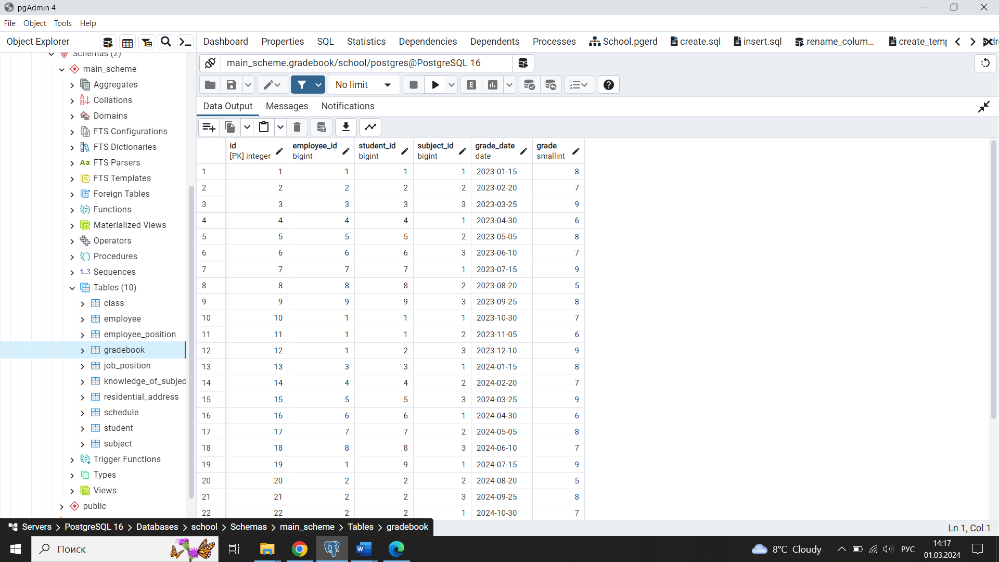 pgAdmin 4
File Object Tools Help
Object Explorer
Dashboard Properties SQL Statistics Dependencies Dependents Processes School.pgerd create.sql insert.sql rename_colum... create_temp
Schemas (2)
main_scheme
Aggregates
Collations
Domains
FTS Configurations
FTS Dictionaries
Aa FTS Parsers
FTS Templates
Foreign Tables
Functions
Materialized Views
Operators
Procedures
1..3 Sequences
Tables (10)
class
employee
employee_position
gradebook
job_position
knowledge_of_subjec
residential_address
schedule
student
subject
Trigger Functions
Types
Views
public
main_scheme.gradebook/school/postgres@PostgreSQL 16
No limit
E
Data Output Messages Notifications
id employee_id student_id subject_id grade_date grade
[PK] integer bigint bigint bigint date smallint
1 1 1 1 1 2023-01-15 8
2 2 2 2 2 2023-02-20 7
3 3 3 3 3 2023-03-25 9
4 4 4 4 1 2023-04-30 6
5 5 5 5 2 2023-05-05 8
6 6 6 6 3 2023-06-10 7
7 7 7 7 1 2023-07-15 9
8 8 8 8 2 2023-08-20 5
9 9 9 9 3 2023-09-25 8
10 10 1 1 1 2023-10-30 7
11 11 1 1 2 2023-11-05 6
12 12 1 2 3 2023-12-10 9
13 13 3 3 1 2024-01-15 8
14 14 4 4 2 2024-02-20 7
15 15 5 5 3 2024-03-25 9
16 16 6 6 1 2024-04-30 6
17 17 7 7 2 2024-05-05 8
18 18 8 8 3 2024-06-10 7
19 19 1 9 1 2024-07-15 9
20 20 2 2 2 2024-08-20 5
21 21 2 2 3 2024-09-25 8
22 22 2 2 1 2024-10-30 7
Servers > PostgreSQL 16 > Databases > school > Schemas > main_scheme > Tables > gradebook
Ln 1, Col 1
Поиск
8°C Cloudy
РУС
14:17
01.03.2024